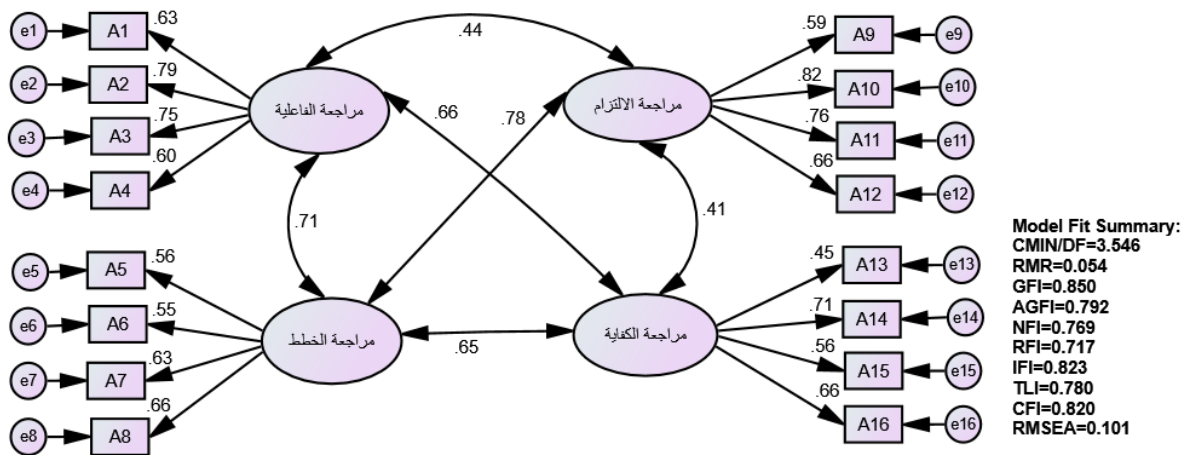 e1
A1
.63
e2
A2
.79
e3
A3
.75
e4
A4
.60
مراجعة الفاعلية
.44
مراجعة الالتزام
.59
A9
e9
.82
A10
e10
.76
A11
e11
.66
A12
e12
.66
.78
.71
.41
e5
A5
.56
e6
A6
.55
e7
A7
.63
e8
A8
.66
مراجعة الخطط
.65
مراجعة الكفاية
.45
A13
e13
.71
A14
e14
.56
A15
e15
.66
A16
e16
Model Fit Summary:
CMIN/DF=3.546
RMR=0.054
GFI=0.850
AGFI=0.792
NFI=0.769
RFI=0.717
IFI=0.823
TLI=0.780
CFI=0.820
RMSEA=0.101